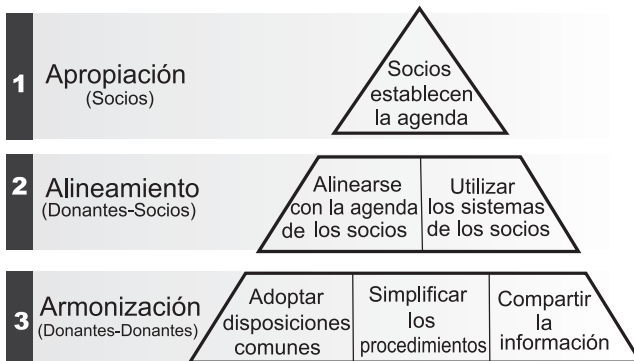 1
Apropiación
(Socios)
Socios
establecen
la agenda
2
Alineamiento
(Donantes-Socios)
Alinearse
con la agenda
de los socios
Utilizar
los sistemas
de los socios
3
Armonización
(Donantes-Donantes)
Adoptar
disposiciones
comunes
Simplificar
los
procedimientos
Compartir
la
información